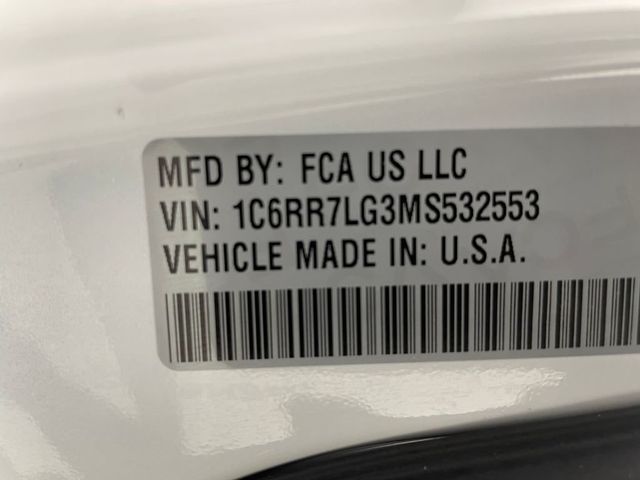 MFD BY: FCA US LLC
VIN: 1C6RR7LG3MS532553
VEHICLE MADE IN: U.S.A.